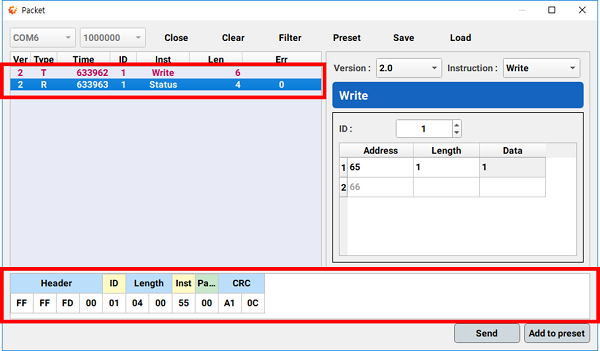 Packet
COM6 1000000 Close Clear Filter Preset Save Load
Ver Type Time ID Inst Len Err
2 T 633962 1 Write 6
2 R 633963 1 Status 4 0
Version : 2.0 Instruction : Write
Write
ID : 1
Address Length Data
1 65 1 1
2 66
Header ID Length Inst Pa... CRC
FF FF FD 00 01 04 00 55 00 A1 0C
Send Add to preset